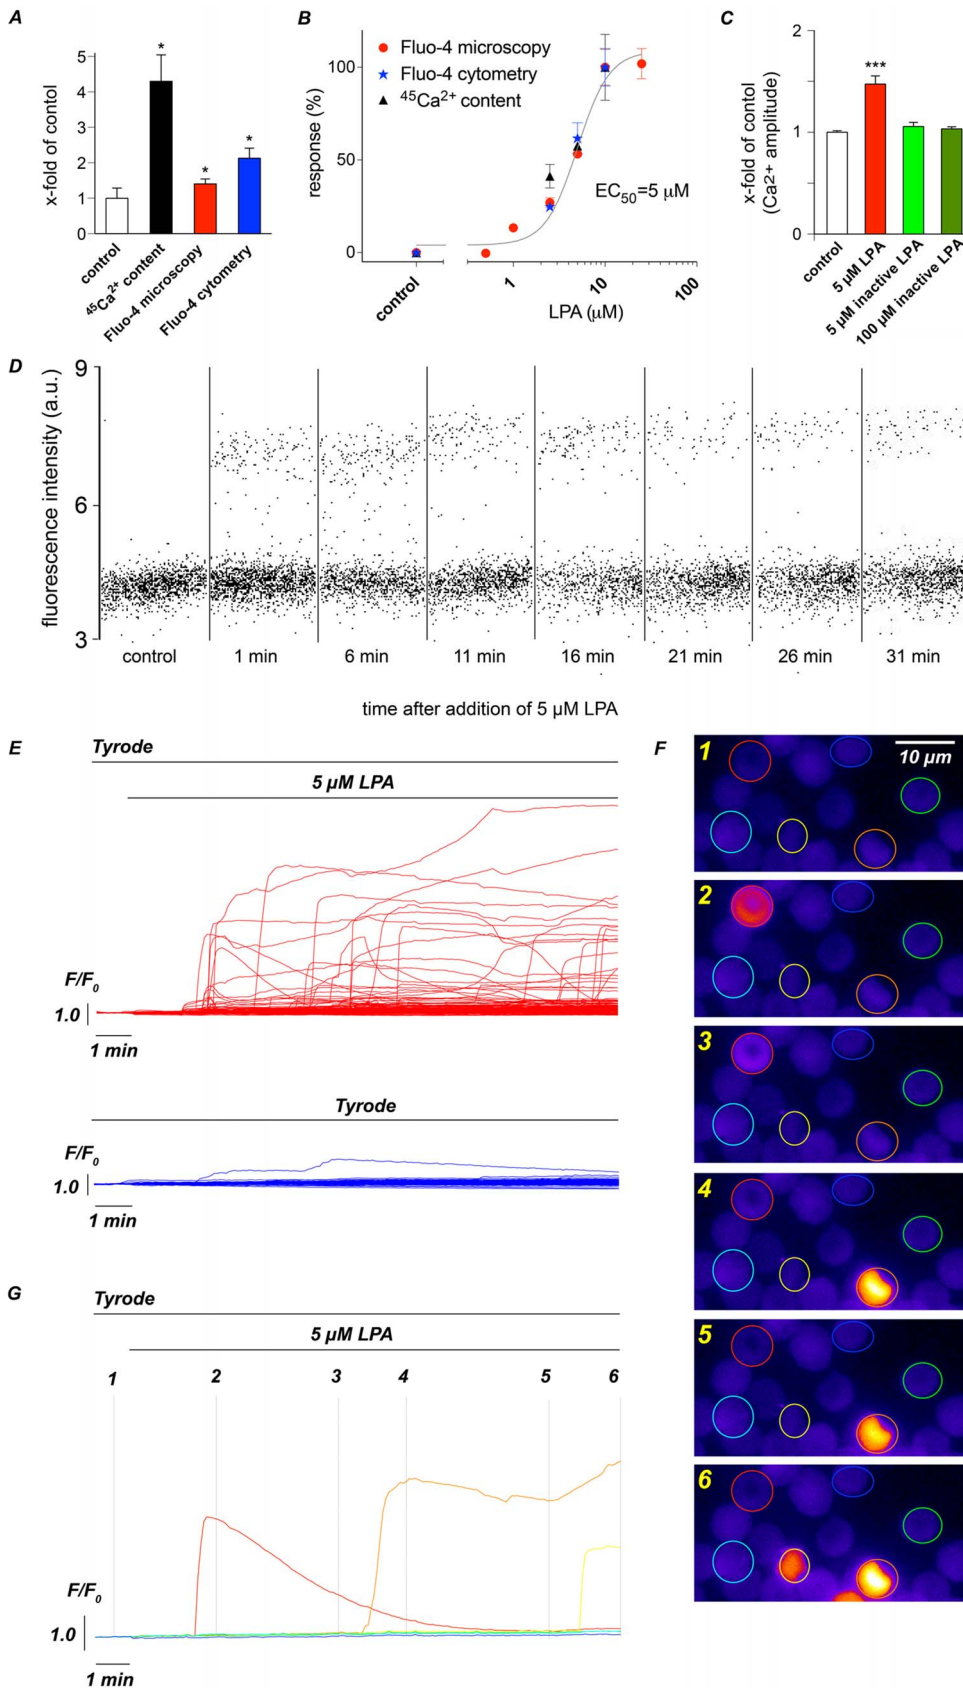 A
x-fold of contol
5
4
3
2
1
0
*
*
*
control
45Ca2+ content
Fluo-4 microscopy
Fluo-4 cytometry
B
response (%)
100
50
0
Fluo-4 microscopy
Fluo-4 cytometry
45Ca2+ content
EC50=5 µM
control
1
10
100
LPA (µM)
C
x-fold of contol
(Ca2+ amplitude)
2
1
0
***
control
5 µM LPA
5 µM inactive LPA
100 µM inactive LPA
D
fluorescence intensity (a.u.)
9
6
3
control
1 min
6 min
11 min
16 min
21 min
26 min
31 min
time after addition of 5 µM LPA
E
Tyrode
5 µM LPA
F/F0
1.0
1 min
Tyrode
F/F0
1.0
1 min
F
1
10 µm
2
3
4
5
6
G
Tyrode
5 µM LPA
1
2
3
4
5
6
F/F0
1.0
1 min